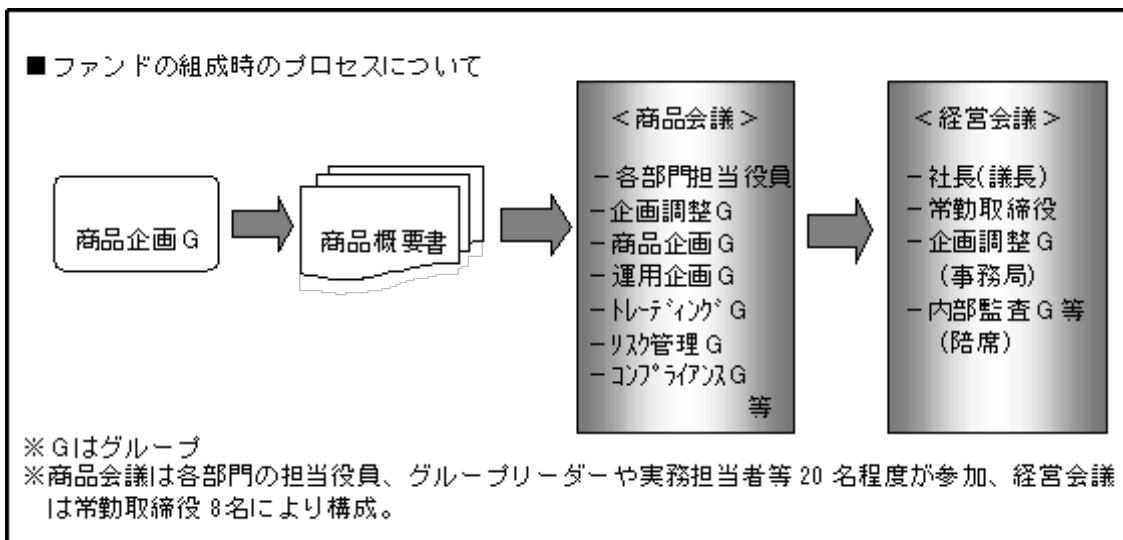 ■ファンドの組成時のプロセスについて
商品企画G
商品概要書
＜商品会議＞
－各部門担当役員
－企画調整G
－商品企画G
－運用企画G
－ﾄﾚｰﾃﾞｨﾝｸﾞG
－ﾘｽｸ管理G
－ｺﾝﾌﾟﾗｲｱﾝｽG
等
＜経営会議＞
－社長(議長)
－常勤取締役
－企画調整G
(事務局)
－内部監査G等
(陪席)
※Gはグループ
※商品会議は各部門の担当役員、グループリーダーや実務担当者等 20 名程度が参加、経営会議
は常勤取締役 8名により構成。